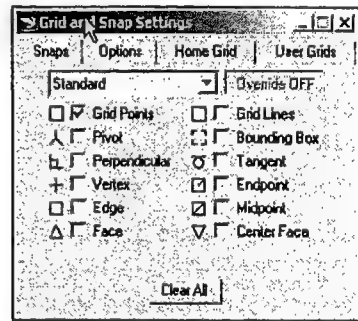 Grid and Snap Settings
Snaps Options Home Grid User Grids
Standard Override OFF
Grid Points Grid Lines
Pivot Bounding Box
Perpendicular Tangent
Vertex Endpoint
Edge Midpoint
Face Center Face
Clear All